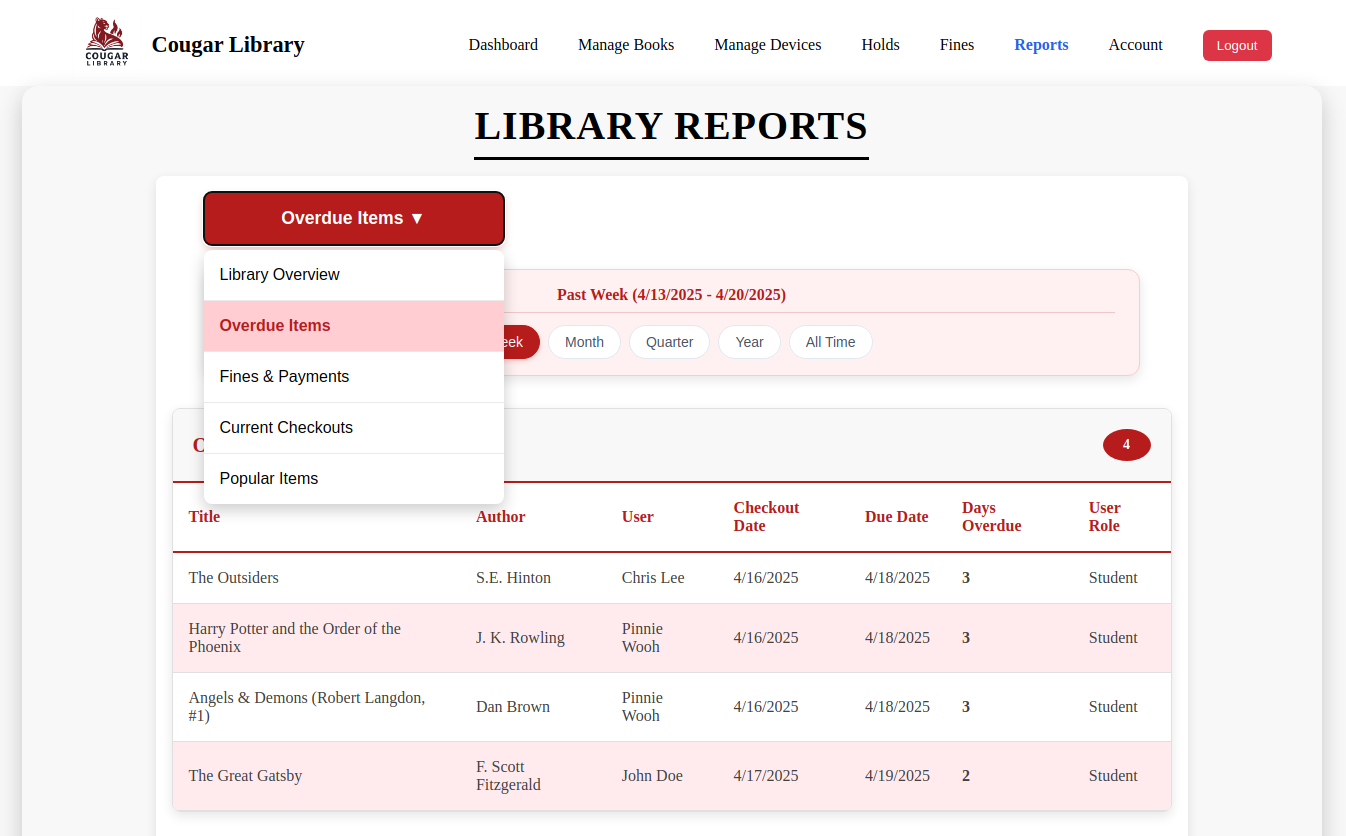 COUGAR
LIBRARY
Cougar Library
Dashboard
Manage Books
Manage Devices
Holds
Fines
Reports
Account
Logout
LIBRARY REPORTS
Overdue Items ▼
Library Overview
Overdue Items
Fines & Payments
Current Checkouts
Popular Items
Past Week (4/13/2025 - 4/20/2025)
Month
Quarter
Year
All Time
4
Title
Author
User
Checkout
Date
Due Date
Days
Overdue
User
Role
The Outsiders
S.E. Hinton
Chris Lee
4/16/2025
4/18/2025
3
Student
Harry Potter and the Order of the
Phoenix
J. K. Rowling
Pinnie
Wooh
4/16/2025
4/18/2025
3
Student
Angels & Demons (Robert Langdon,
#1)
Dan Brown
Pinnie
Wooh
4/16/2025
4/18/2025
3
Student
The Great Gatsby
F. Scott
Fitzgerald
John Doe
4/17/2025
4/19/2025
2
Student